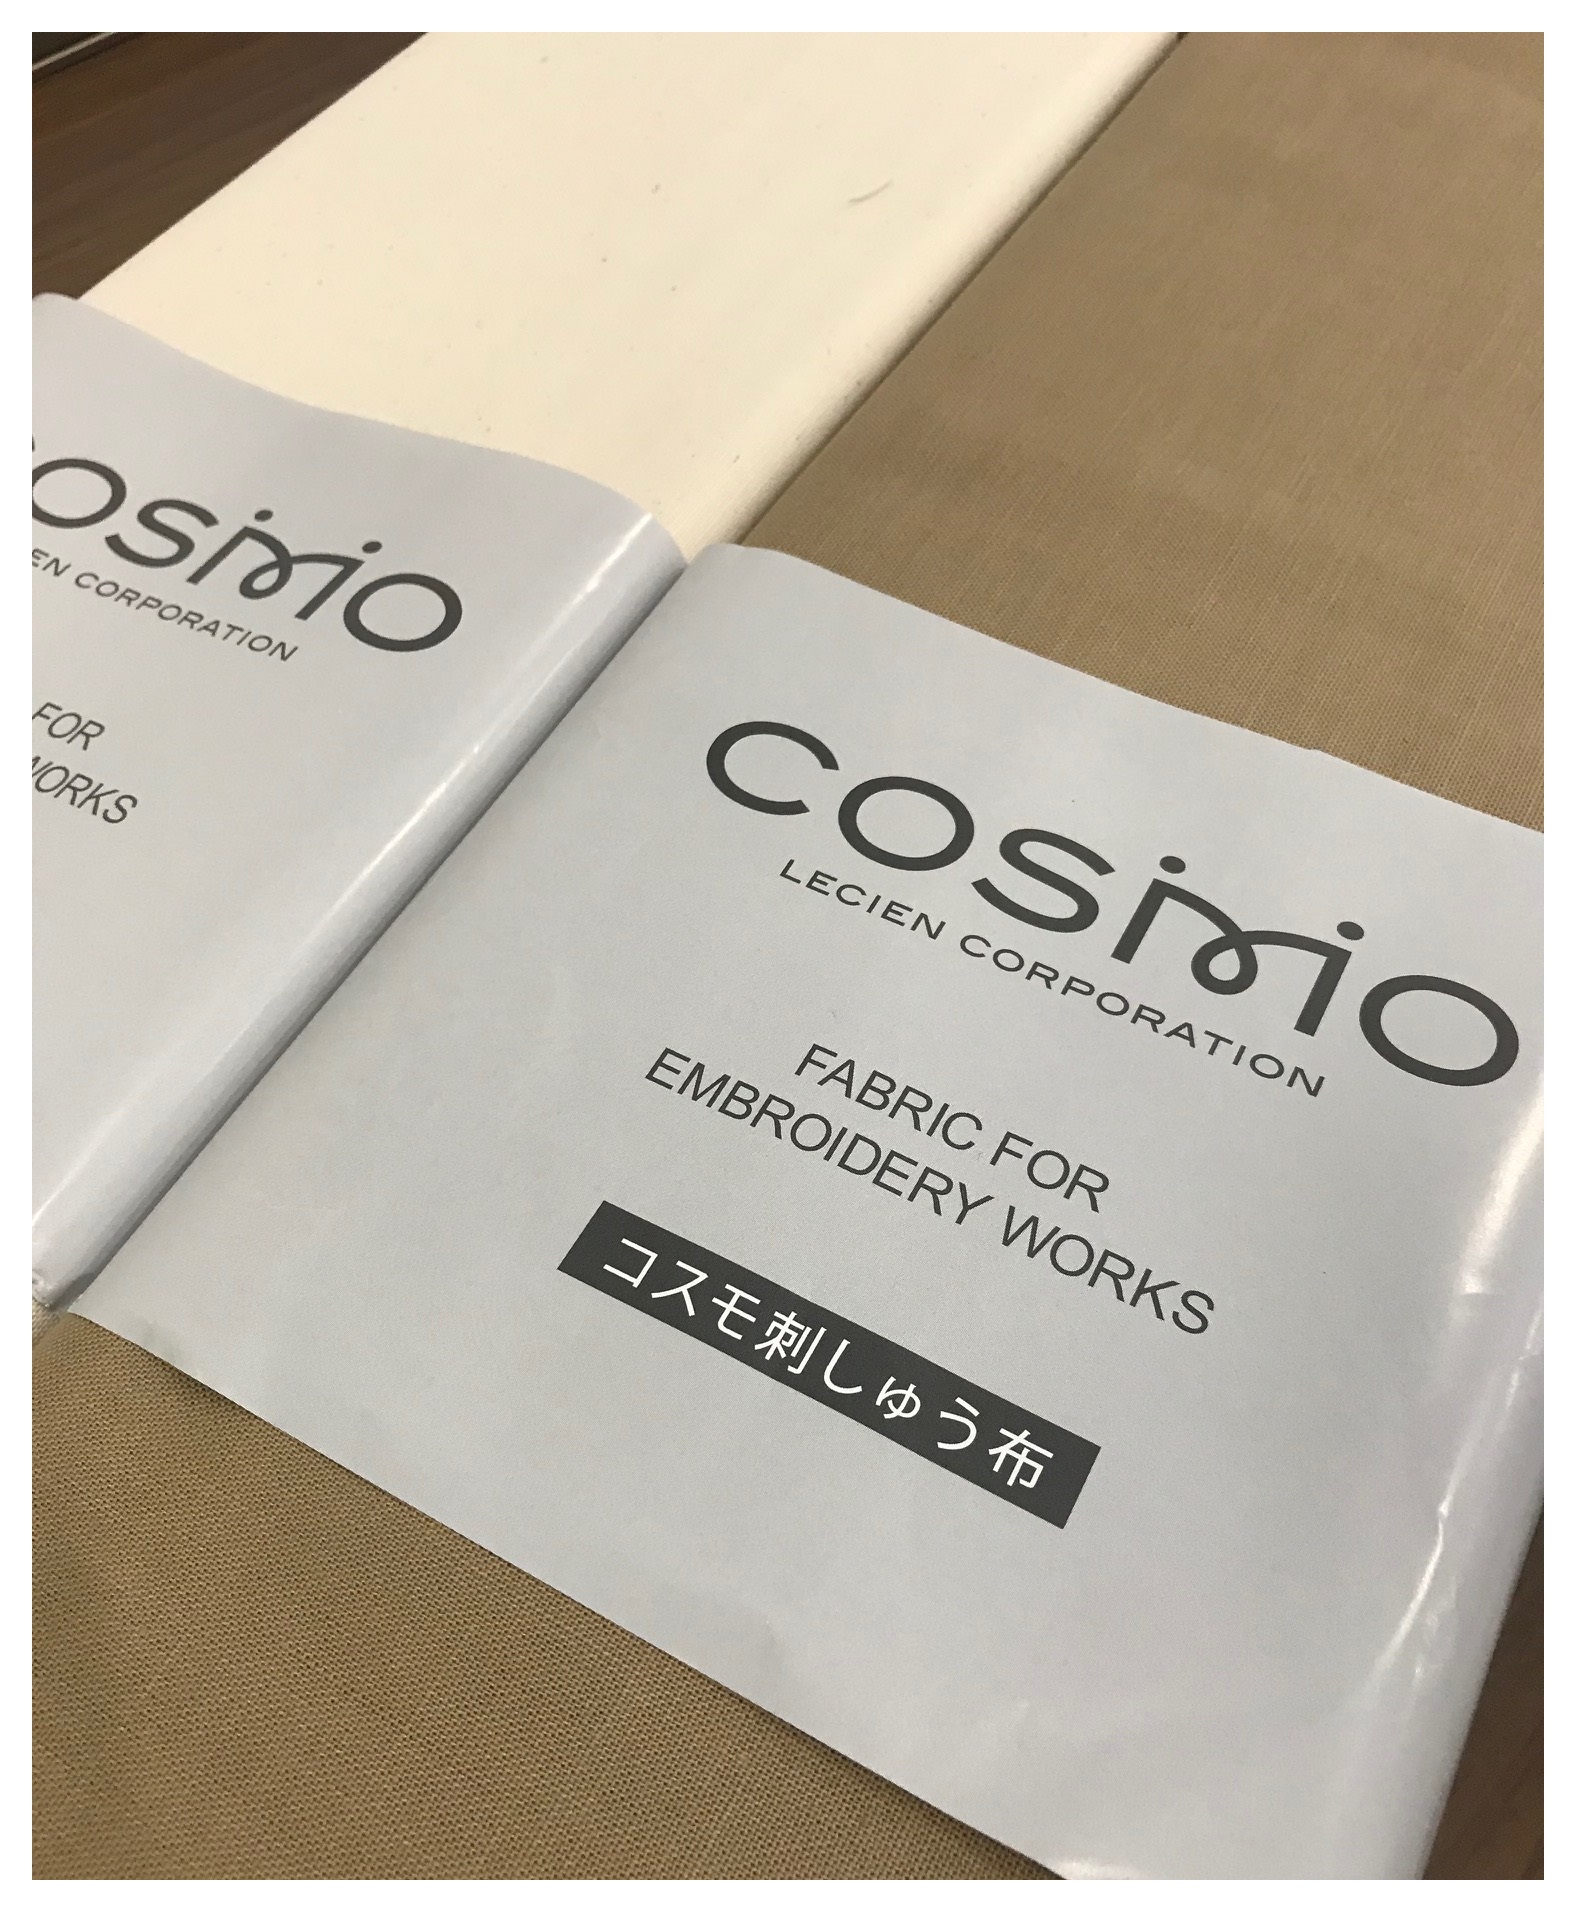 cosmo
EN CORPORATION
FOR
WORKS
cosmo
LECIEN CORPORATION
FABRIC FOR
EMBROIDERY WORKS
コスモ刺しゅう布